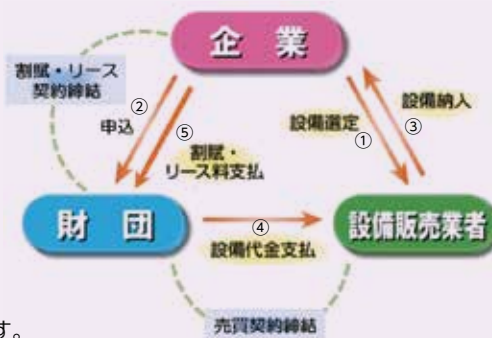 企業
割賦・リース
契約締結
②
申込
⑤
割賦・
リース料支払
設備選定
①
設備納入
③
財団
④
設備代金支払
設備販売業者
売買契約締結
す。